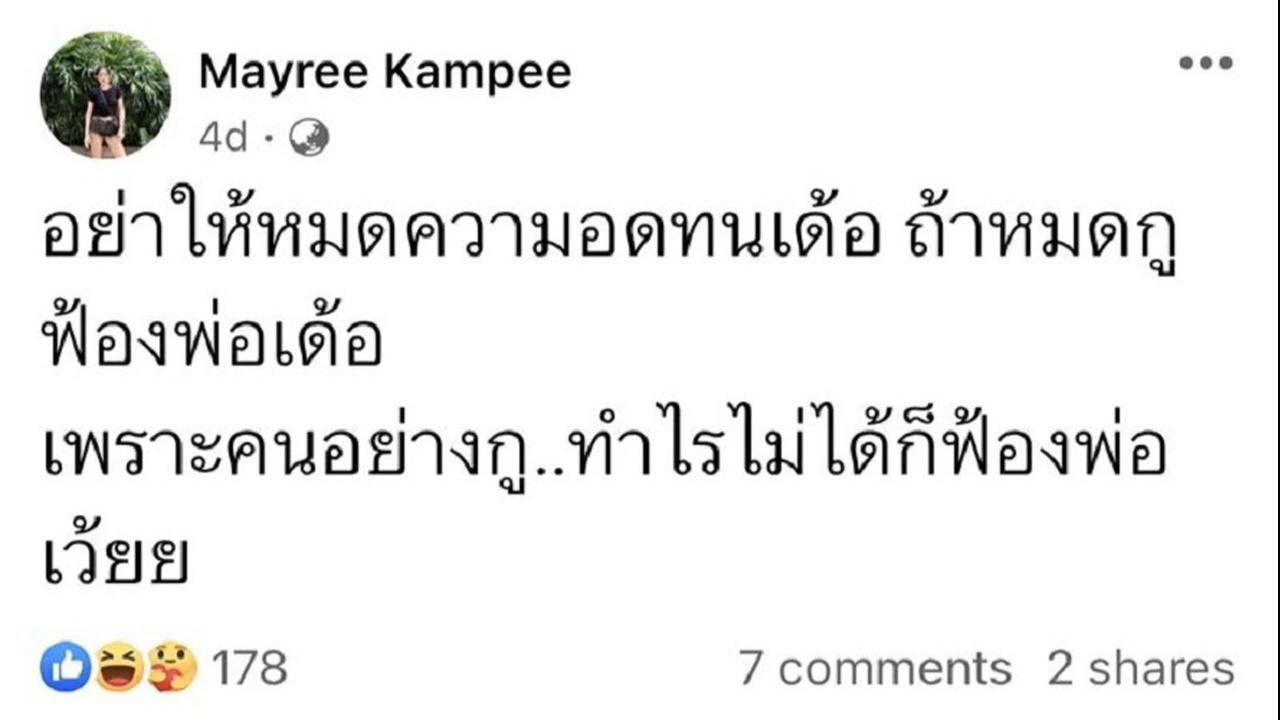 Mayree Kampee
4d ·
อย่าให้หมดความอดทนเด้อ ถ้าหมดกู
ฟ้องพ่อเด้อ
เพราะคนอย่างกู..ทำไรไม่ได้ก็ฟ้องพ่อ
เว้ยย
178 7 comments 2 shares